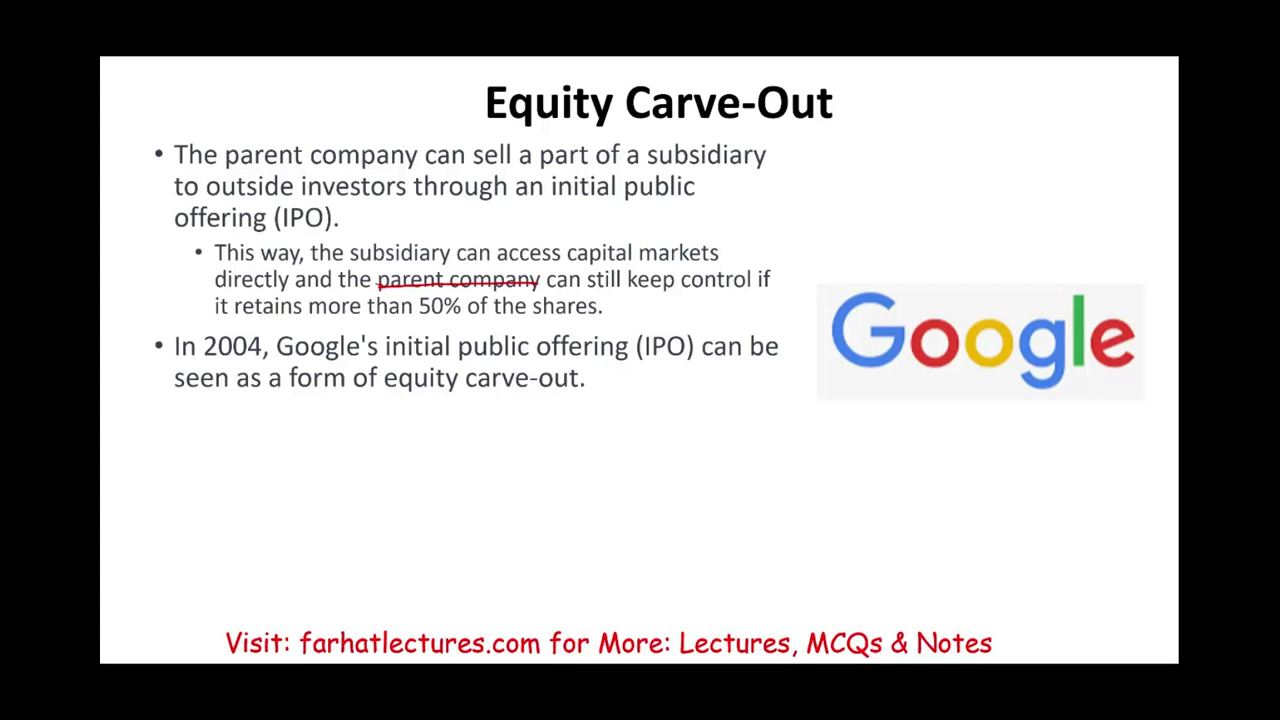 Equity Carve-Out
• The parent company can sell a part of a subsidiary
to outside investors through an initial public
offering (IPO).
• This way, the subsidiary can access capital markets
directly and the parent company can still keep control if
it retains more than 50% of the shares.
• In 2004, Google's initial public offering (IPO) can be
seen as a form of equity carve-out.
Google
Visit: farhatlectures.com for More: Lectures, MCQs & Notes